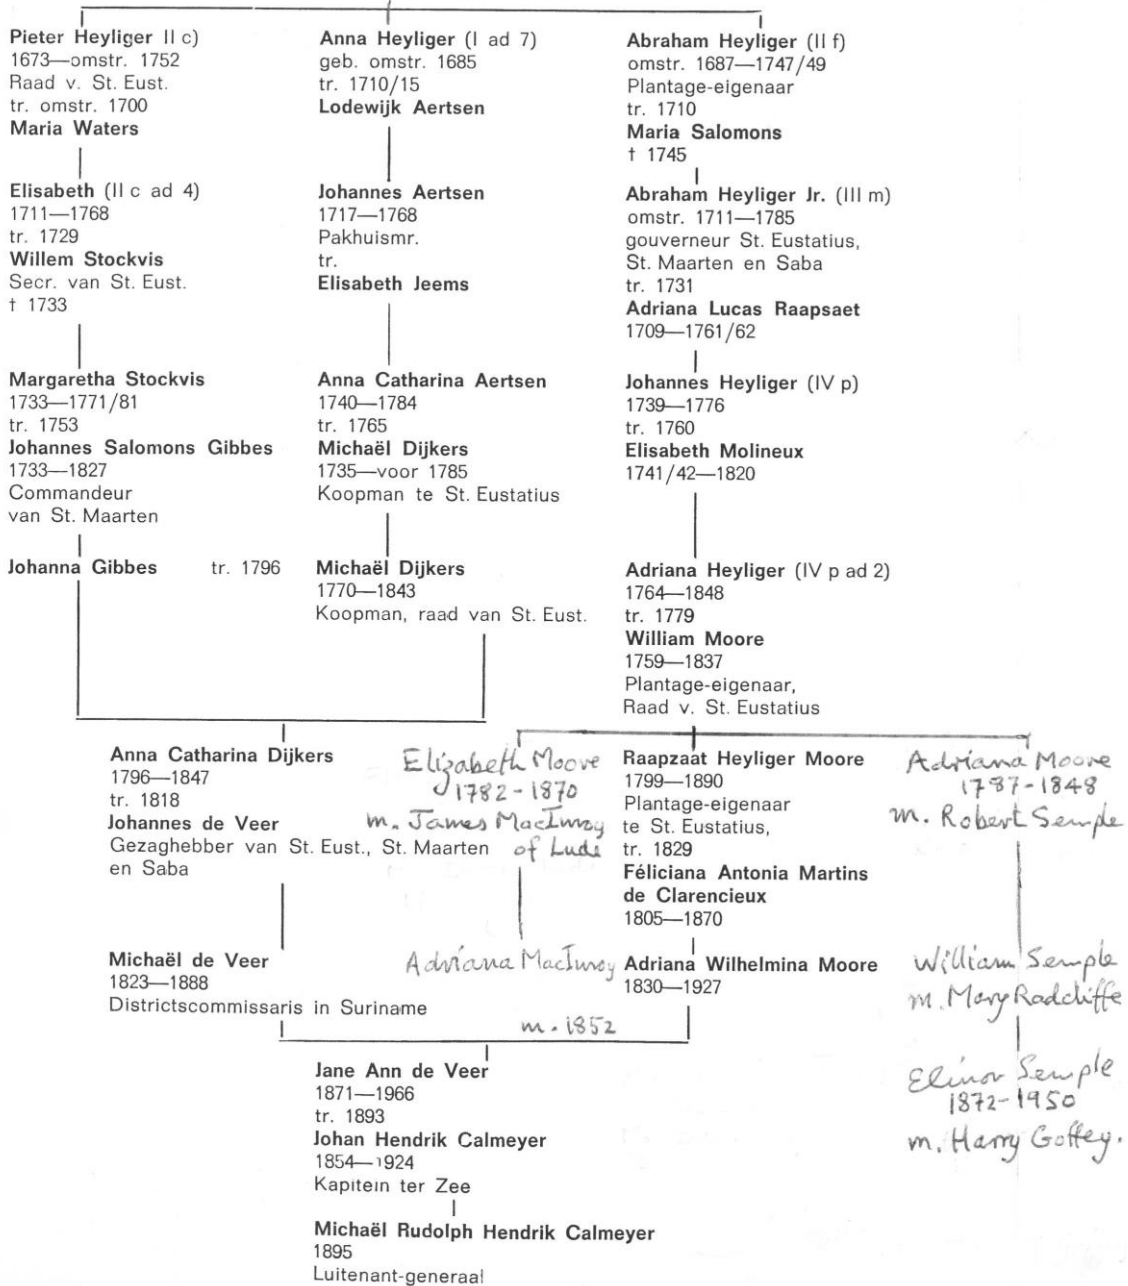 Pieter Heyliger II c)
1673—omstr. 1752
Raad v. St. Eust.
tr. omstr. 1700
Maria Waters
Anna Heyliger (I ad 7)
geb. omstr. 1685
tr. 1710/15
Lodewijk Aertsen
Abraham Heyliger (II f)
omstr. 1687—1747/49
Plantage-eigenaar
tr. 1710
Maria Salomons
† 1745
Elisabeth (II c ad 4)
1711—1768
tr. 1729
Willem Stockvis
Secr. van St. Eust.
† 1733
Johannes Aertsen
1717—1768
Pakhuismr.
tr.
Elisabeth Jeems
Abraham Heyliger Jr. (III m)
omstr. 1711—1785
gouverneur St. Eustatius,
St. Maarten en Saba
tr. 1731
Adriana Lucas Raapsaet
1709—1761/62
Margaretha Stockvis
1733—1771/81
tr. 1753
Johannes Salomons Gibbes
1733—1827
Commandeur
van St. Maarten
Anna Catharina Aertsen
1740—1784
tr. 1765
Michaël Dijkers
1735—voor 1785
Koopman te St. Eustatius
Johannes Heyliger (IV p)
1739—1776
tr. 1760
Elisabeth Molineux
1741/42—1820
Johanna Gibbes tr. 1796
Michaël Dijkers
1770—1843
Koopman, raad van St. Eust.
Adriana Heyliger (IV p ad 2)
1764—1848
tr. 1779
William Moore
1759—1837
Plantage-eigenaar,
Raad v. St. Eustatius
Anna Catharina Dijkers
1796—1847
tr. 1818
Johannes de Veer
Gezaghebber van St. Eust., St. Maarten
en Saba
Elizabeth Moore
1782-1870
m. James MacInroy
of Lude
Raapzaat Heyliger Moore
1799—1890
Plantage-eigenaar
te St. Eustatius,
tr. 1829
Féliciana Antonia Martins
de Clarencieux
1805—1870
Adriana Moore
1787-1848
m. Robert Semple
Michaël de Veer
1823—1888
Districtscommissaris in Suriname
Adriana MacInroy
Adriana Wilhelmina Moore
1830—1927
William Semple
m. Mary Radcliffe
m. 1852
Jane Ann de Veer
1871—1966
tr. 1893
Johan Hendrik Calmeyer
1854—1924
Kapitein ter Zee
Elinor Semple
1872-1950
m. Harry Goffey.
Michaël Rudolph Hendrik Calmeyer
1895
Luitenant-generaal